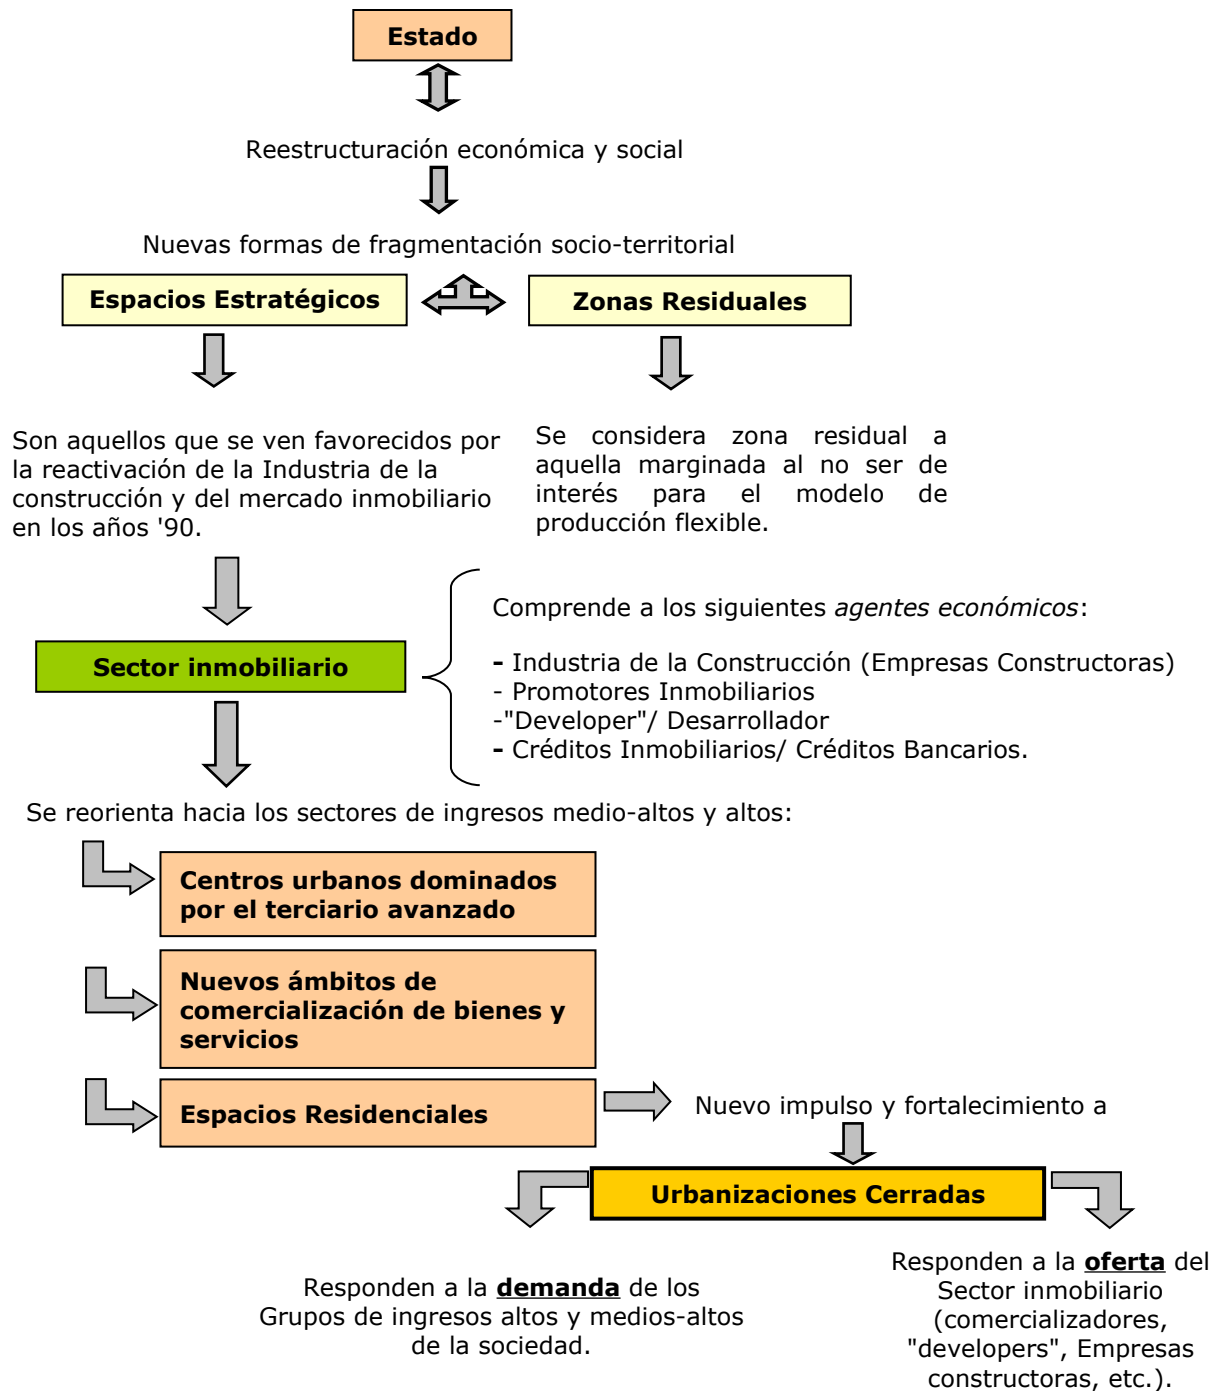 Estado
Reestructuración económica y social
Nuevas formas de fragmentación socio-territorial
Espacios Estratégicos
Zonas Residuales
Son aquellos que se ven favorecidos por
la reactivación de la Industria de la
construcción y del mercado inmobiliario
en los años '90.
Se considera zona residual a
aquella marginada al no ser de
interés para el modelo de
producción flexible.
Sector inmobiliario
Comprende a los siguientes agentes económicos:
- Industria de la Construcción (Empresas Constructoras)
- Promotores Inmobiliarios
-"Developer"/ Desarrollador
- Créditos Inmobiliarios/ Créditos Bancarios.
Se reorienta hacia los sectores de ingresos medio-altos y altos:
Centros urbanos dominados
por el terciario avanzado
Nuevos ámbitos de
comercialización de bienes y
servicios
Espacios Residenciales
Nuevo impulso y fortalecimiento a
Urbanizaciones Cerradas
Responden a la demanda de los
Grupos de ingresos altos y medios-altos
de la sociedad.
Responden a la oferta del
Sector inmobiliario
(comercializadores,
"developers", Empresas
constructoras, etc.).